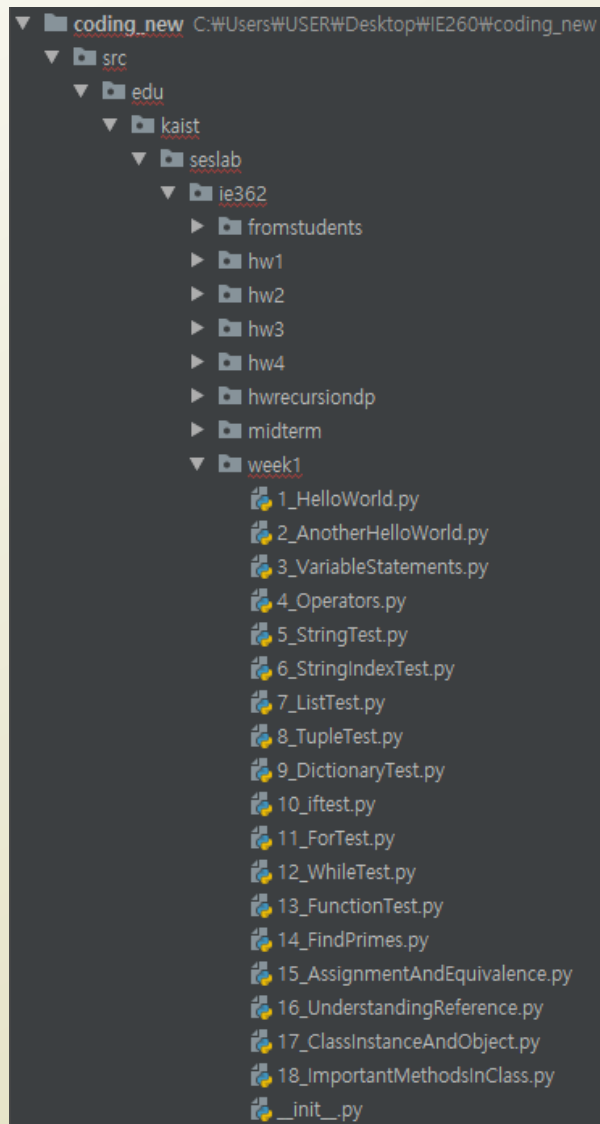 coding_new C:₩Users₩USER₩Desktop₩IE260₩coding_new
src
edu
kaist
seslab
ie362
fromstudents
hw1
hw2
hw3
hw4
hwrecursiondp
midterm
week1
1_HelloWorld.py
2_AnotherHelloWorld.py
3_VariableStatements.py
4_Operators.py
5_StringTest.py
6_StringIndexTest.py
7_ListTest.py
8_TupleTest.py
9_DictionaryTest.py
10_iftest.py
11_ForTest.py
12_WhileTest.py
13_FunctionTest.py
14_FindPrimes.py
15_AssignmentAndEquivalence.py
16_UnderstandingReference.py
17_ClassInstanceAndObject.py
18_ImportantMethodsInClass.py
__init__.py